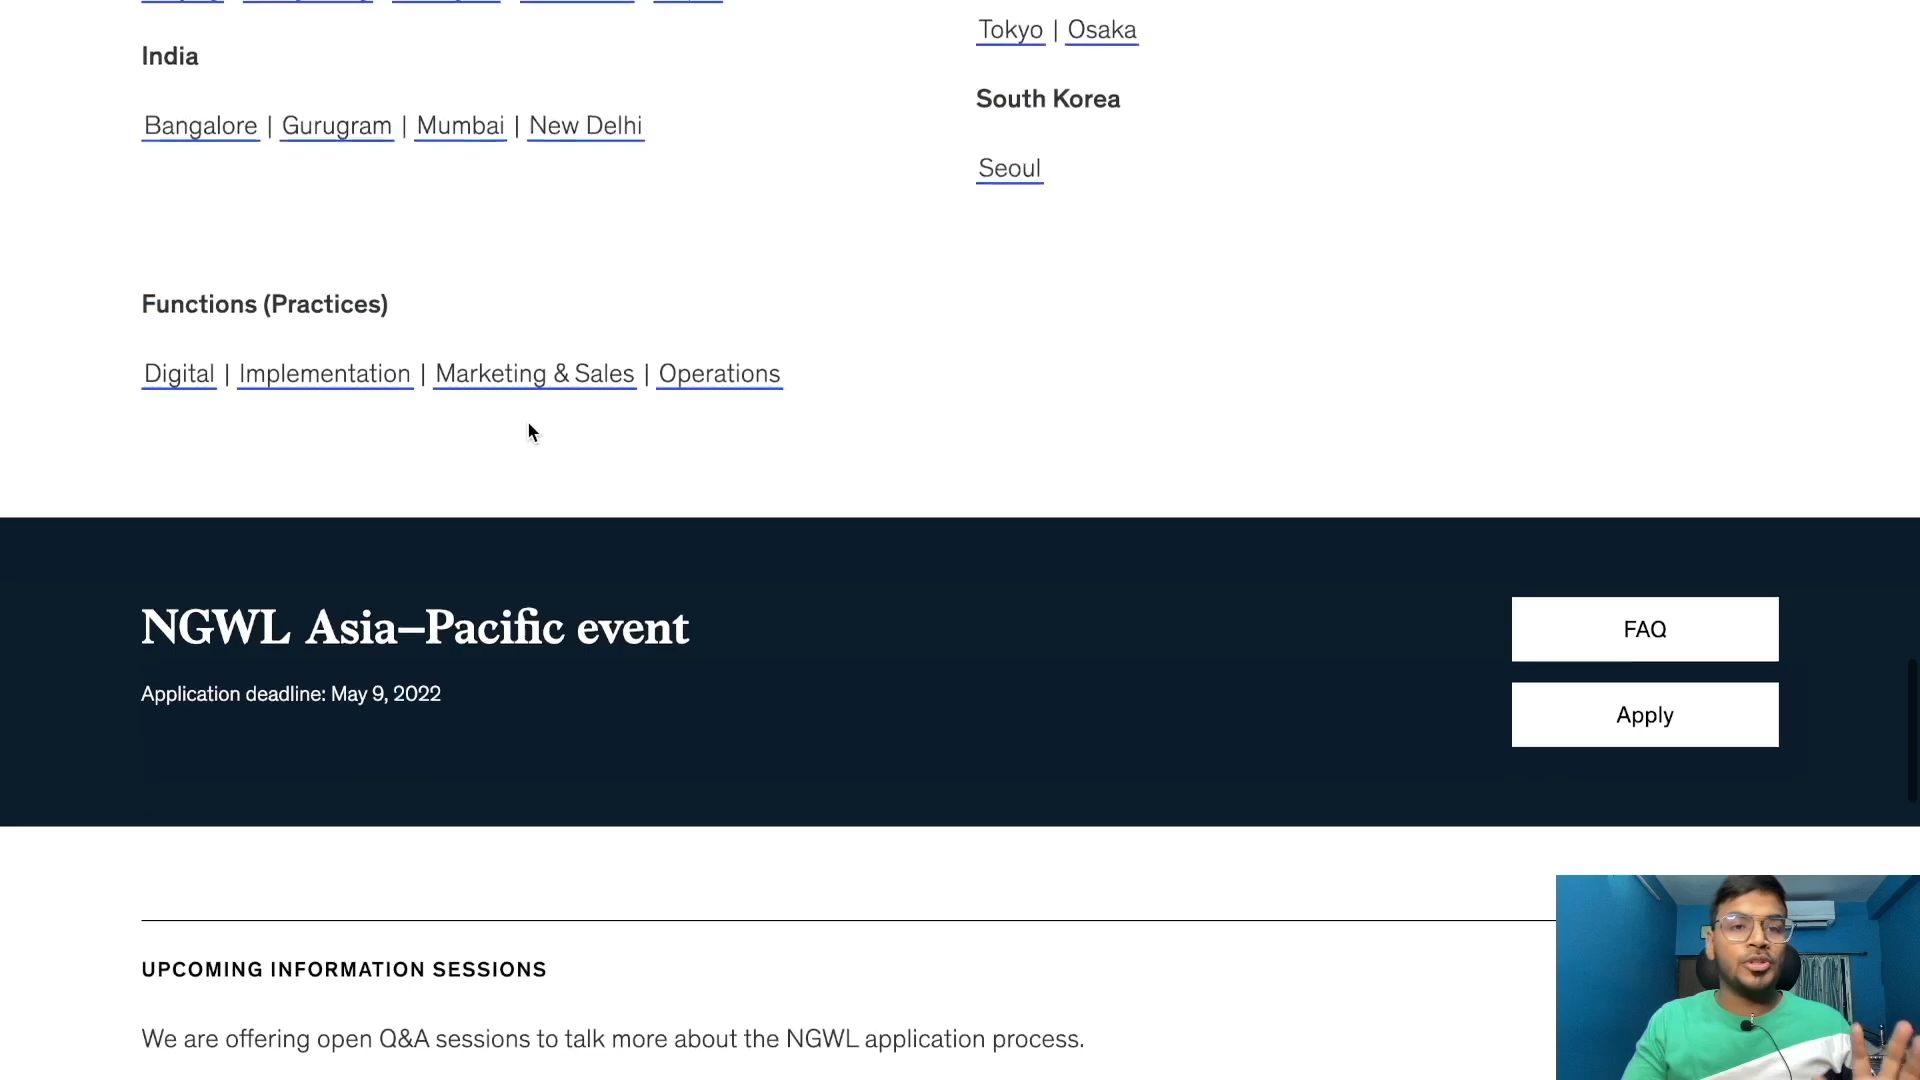 India
Bangalore | Gurugram | Mumbai | New Delhi
Tokyo | Osaka
South Korea
Seoul
Functions (Practices)
Digital | Implementation | Marketing & Sales | Operations
NGWL Asia–Pacific event
Application deadline: May 9, 2022
FAQ
Apply
UPCOMING INFORMATION SESSIONS
We are offering open Q&A sessions to talk more about the NGWL application process.